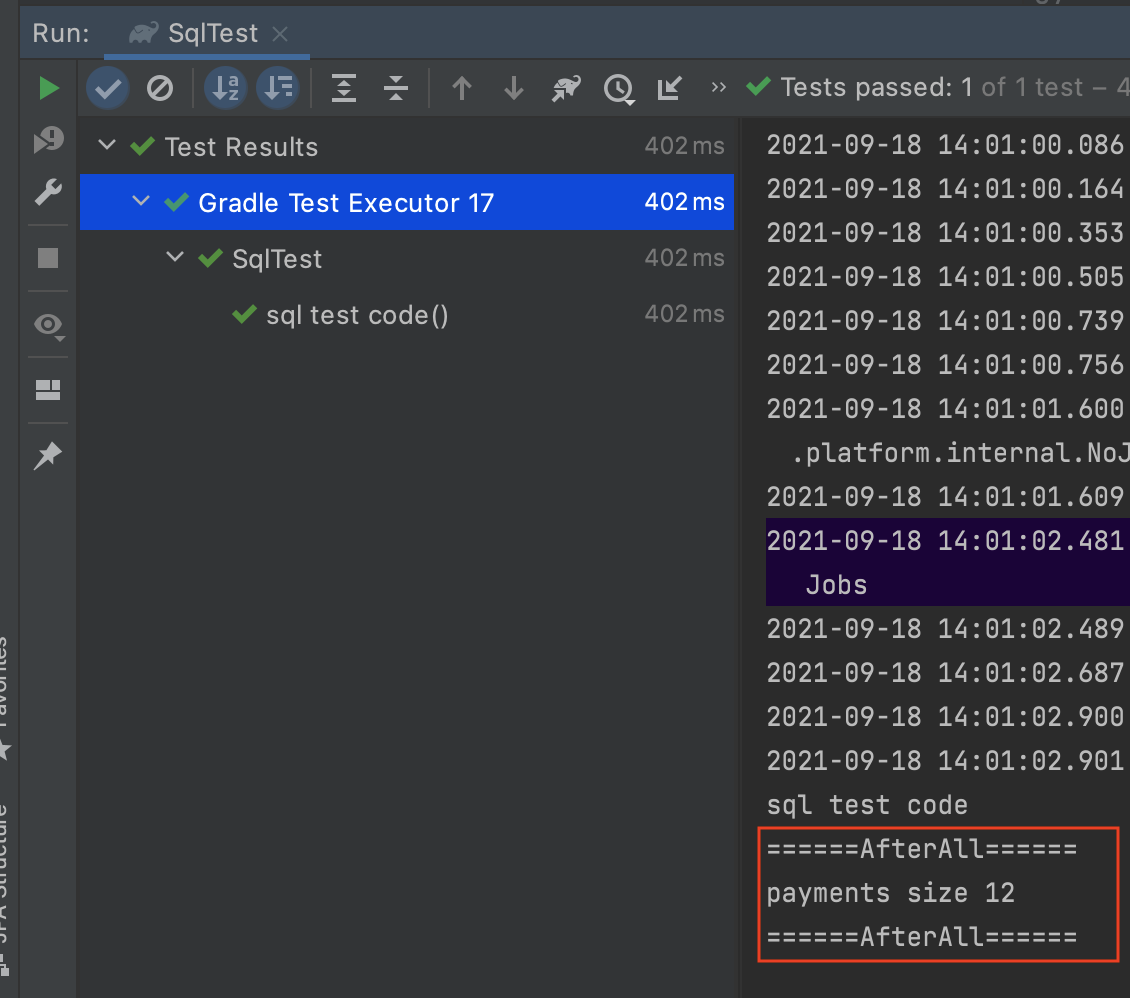 Run: SqlTest
Tests passed: 1 of 1 test – 4
Test Results 402 ms
Gradle Test Executor 17 402 ms
SqlTest 402 ms
sql test code() 402 ms
2021-09-18 14:01:00.086
2021-09-18 14:01:00.164
2021-09-18 14:01:00.353
2021-09-18 14:01:00.505
2021-09-18 14:01:00.739
2021-09-18 14:01:00.756
2021-09-18 14:01:01.600
.platform.internal.NoJ
2021-09-18 14:01:01.609
2021-09-18 14:01:02.481
Jobs
2021-09-18 14:01:02.489
2021-09-18 14:01:02.687
2021-09-18 14:01:02.900
2021-09-18 14:01:02.901
sql test code
======AfterAll======
payments size 12
======AfterAll======
Favorites
JPA Structure